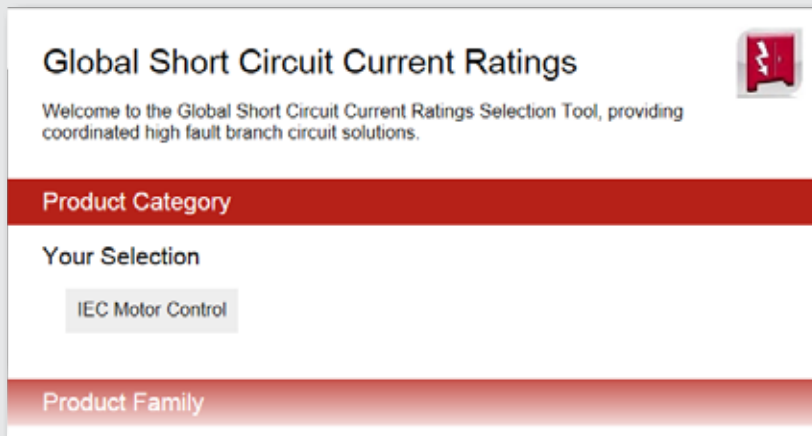 Global Short Circuit Current Ratings
Welcome to the Global Short Circuit Current Ratings Selection Tool, providing
coordinated high fault branch circuit solutions.
Product Category
Your Selection
IEC Motor Control
Product Family